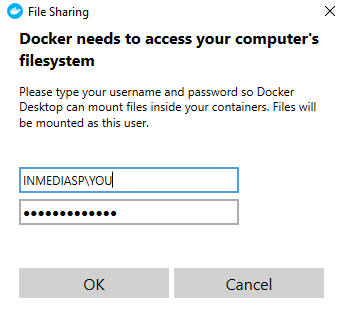 File Sharing
Docker needs to access your computer's
filesystem
Please type your username and password so Docker
Desktop can mount files inside your containers. Files will
be mounted as this user.
INMEDIASP\YOU
●●●●●●●●●●●●●
OK
Cancel